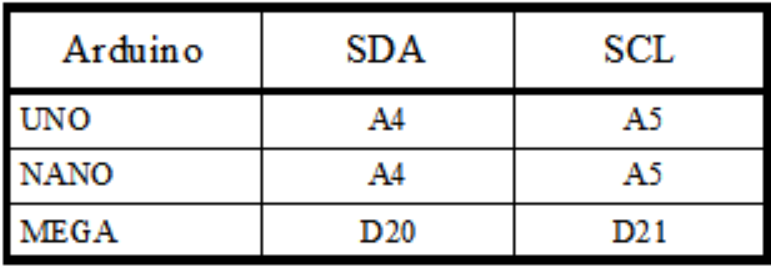 Arduino SDA SCL
UNO A4 A5
NANO A4 A5
MEGA D20 D21